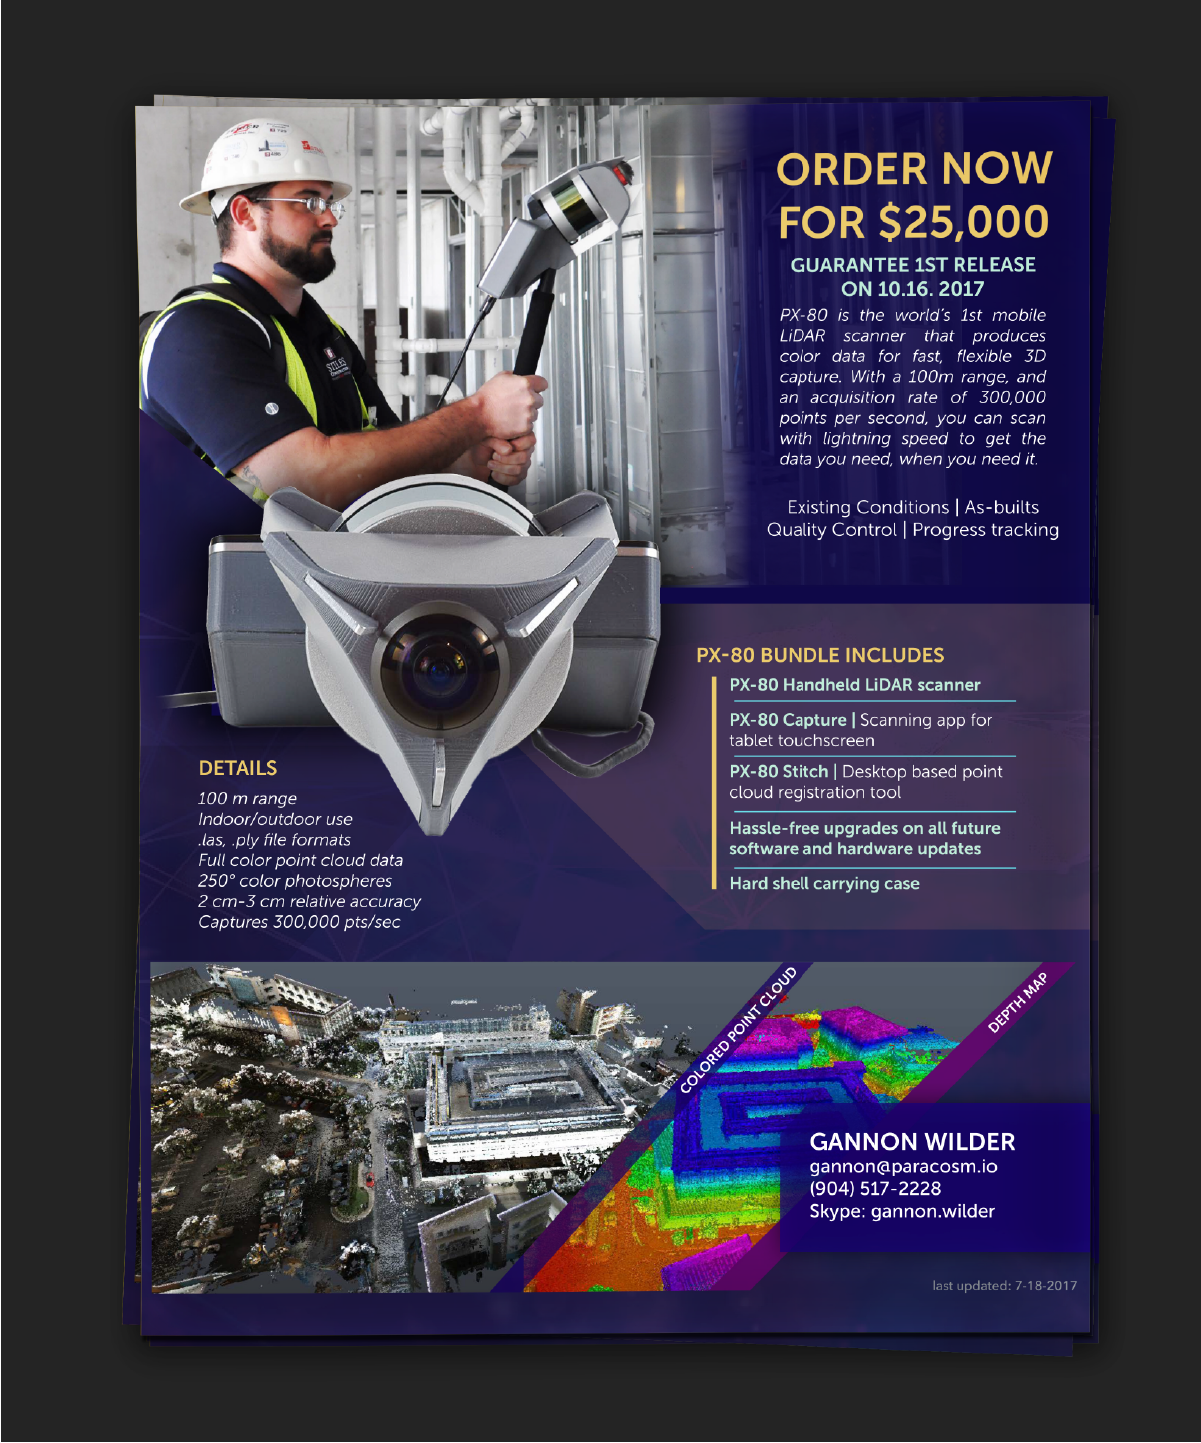 ORDER NOW
FOR $25,000
GUARANTEE 1ST RELEASE
ON 10.16. 2017
PX-80 is the world's 1st mobile
LiDAR scanner that produces
color data for fast, flexible 3D
capture. With a 100m range, and
an acquisition rate of 300,000
points per second, you can scan
with lightning speed to get the
data you need, when you need it.
Existing Conditions | As-builts
Quality Control | Progress tracking
PX-80 BUNDLE INCLUDES
PX-80 Handheld LiDAR scanner
PX-80 Capture | Scanning app for
tablet touchscreen
PX-80 Stitch | Desktop based point
cloud registration tool
Hassle-free upgrades on all future
software and hardware updates
Hard shell carrying case
DETAILS
100 m range
Indoor/outdoor use
.las, .ply file formats
Full color point cloud data
250° color photospheres
2 cm-3 cm relative accuracy
Captures 300,000 pts/sec
COLORED POINT CLOUD
DEPTH MAP
GANNON WILDER
gannon@paracosm.io
(904) 517-2228
Skype: gannon.wilder
last updated: 7-18-2017